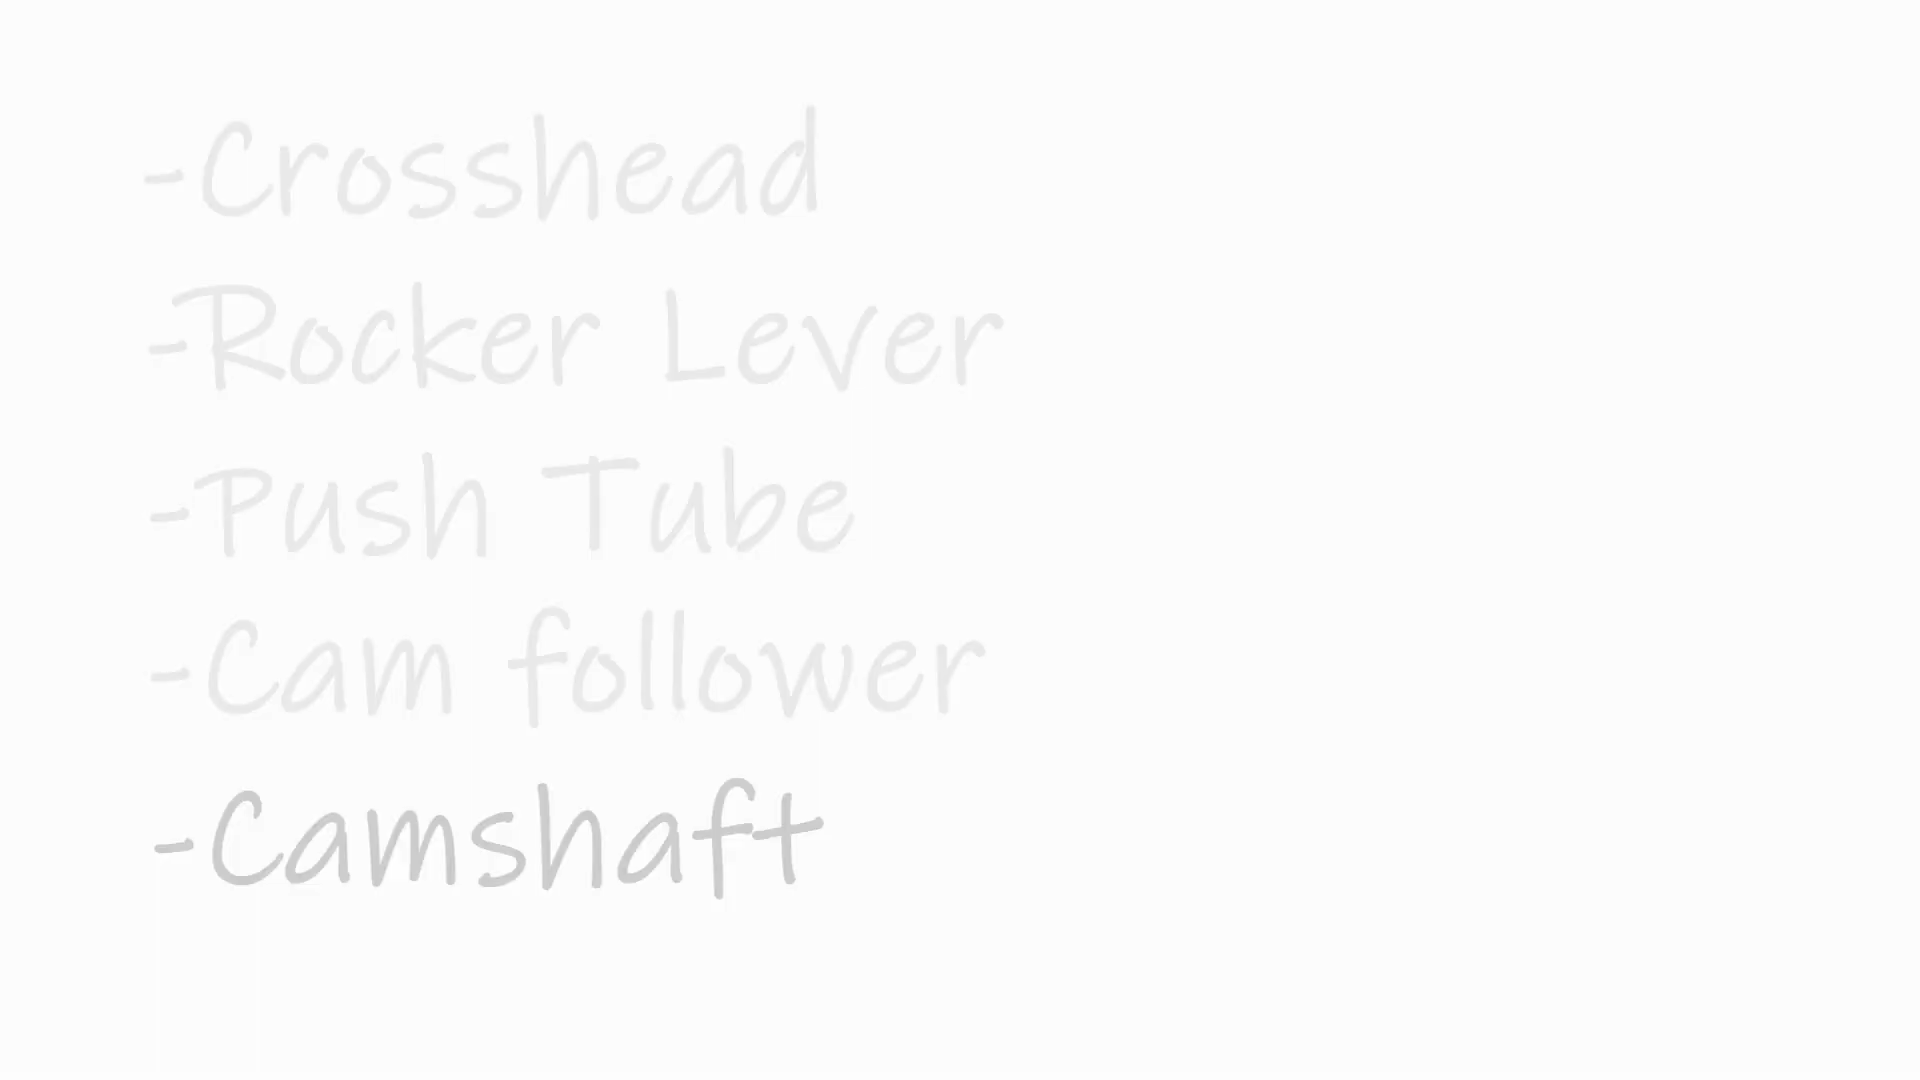 -Crosshead
-Rocker Lever
-Push Tube
-Cam follower
-Camshaft